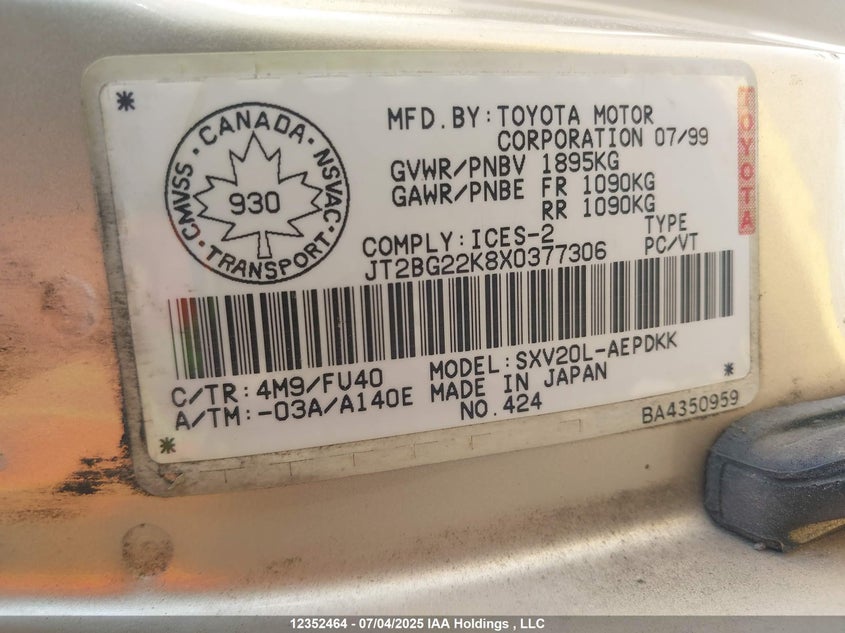 MFD.BY:TOYOTA MOTOR
CORPORATION 07/99
GVWR/PNBV 1895KG
GAWR/PNBE FR 1090KG
RR 1090KG
CANADA · NSVAC · TRANSPORT · CMVSS ·
930
TOYOTA
COMPLY:ICES-2
TYPE
JT2BG22K8X0377306
PC/VT
C/TR:4M9/FU40
MODEL:SXV20L-AEPDKK
A/TM:-03A/A140E
MADE IN JAPAN
NO.424
BA4350959
12352464 - 07/04/2025 IAA Holdings , LLC